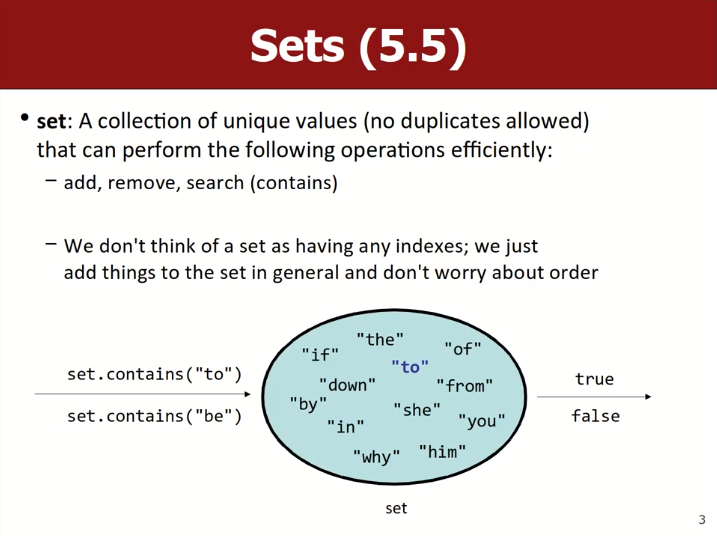 Sets (5.5)
• set: A collection of unique values (no duplicates allowed)
that can perform the following operations efficiently:
– add, remove, search (contains)
– We don't think of a set as having any indexes; we just
add things to the set in general and don't worry about order
set.contains("to")
set.contains("be")
"the"
"if"
"of"
"to"
"down"
"from"
"by"
"she"
"in"
"you"
"why"
"him"
true
false
set
3